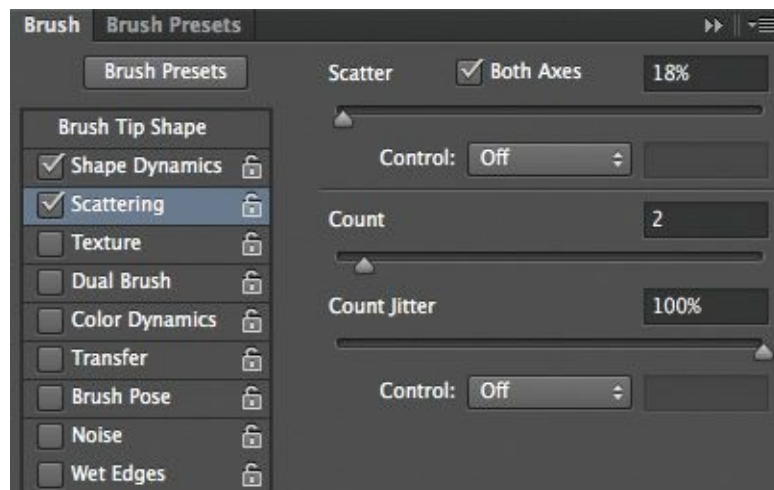 Brush Brush Presets
Brush Presets
Brush Tip Shape
Shape Dynamics
Scattering
Texture
Dual Brush
Color Dynamics
Transfer
Brush Pose
Noise
Wet Edges
Scatter Both Axes 18%
Control: Off
Count 2
Count Jitter 100%
Control: Off